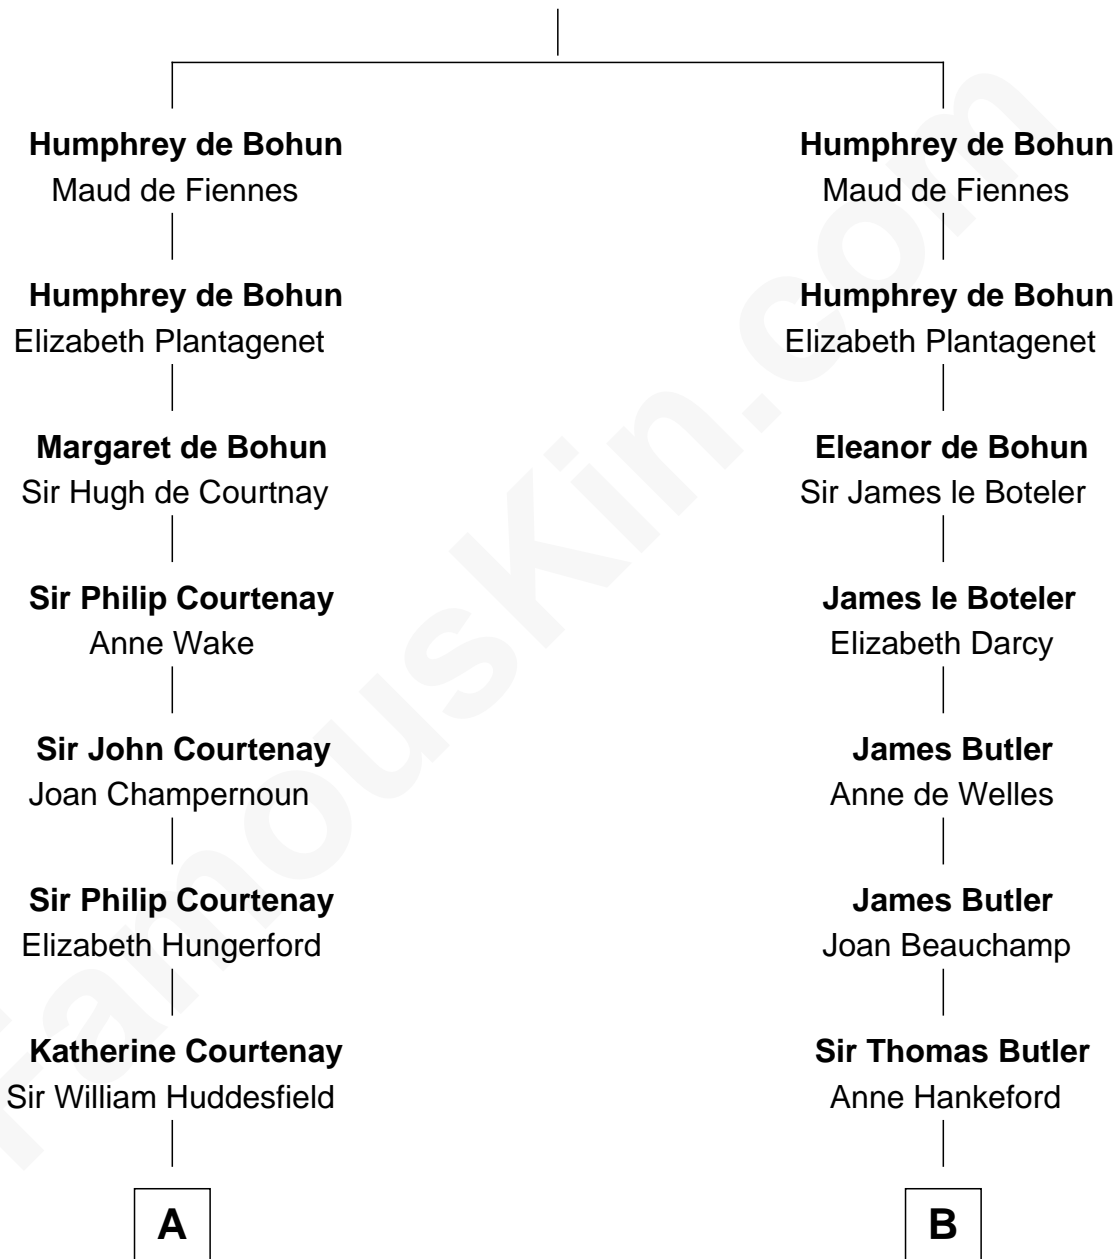 Humphrey de Bohun
Maud de Fiennes
Humphrey de Bohun
Elizabeth Plantagenet
Margaret de Bohun
Sir Hugh de Courtnay
Sir Philip Courtenay
Anne Wake
Sir John Courtenay
Joan Champernoun
Sir Philip Courtenay
Elizabeth Hungerford
Katherine Courtenay
Sir William Huddesfield
A
Humphrey de Bohun
Maud de Fiennes
Humphrey de Bohun
Elizabeth Plantagenet
Eleanor de Bohun
Sir James le Boteler
James le Boteler
Elizabeth Darcy
James Butler
Anne de Welles
James Butler
Joan Beauchamp
Sir Thomas Butler
Anne Hankeford
B
FamousKin.com